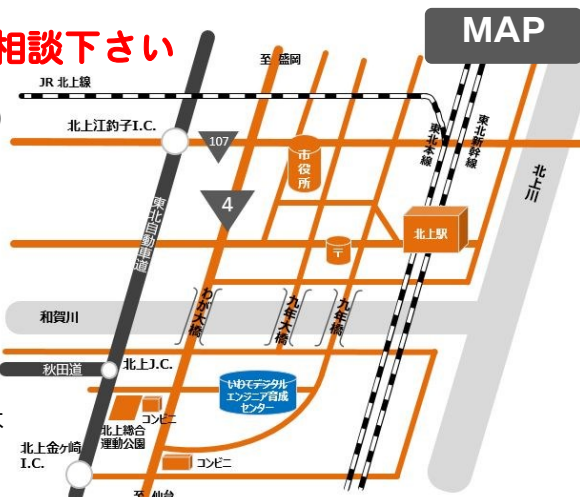 相談下さい
MAP
至 盛岡
JR 北上線
北上江釣子I.C.
107
市役所
東北本線
東北新幹線
北上川
4
東北自動車道
北上駅
〒
わが大橋
九年大橋
九年橋
和賀川
秋田道
北上J.C.
いわてデジタル
エンジニア育成
センター
コンビニ
北上総合
運動公園
北上金ヶ崎
I.C.
コンビニ
至 仙台